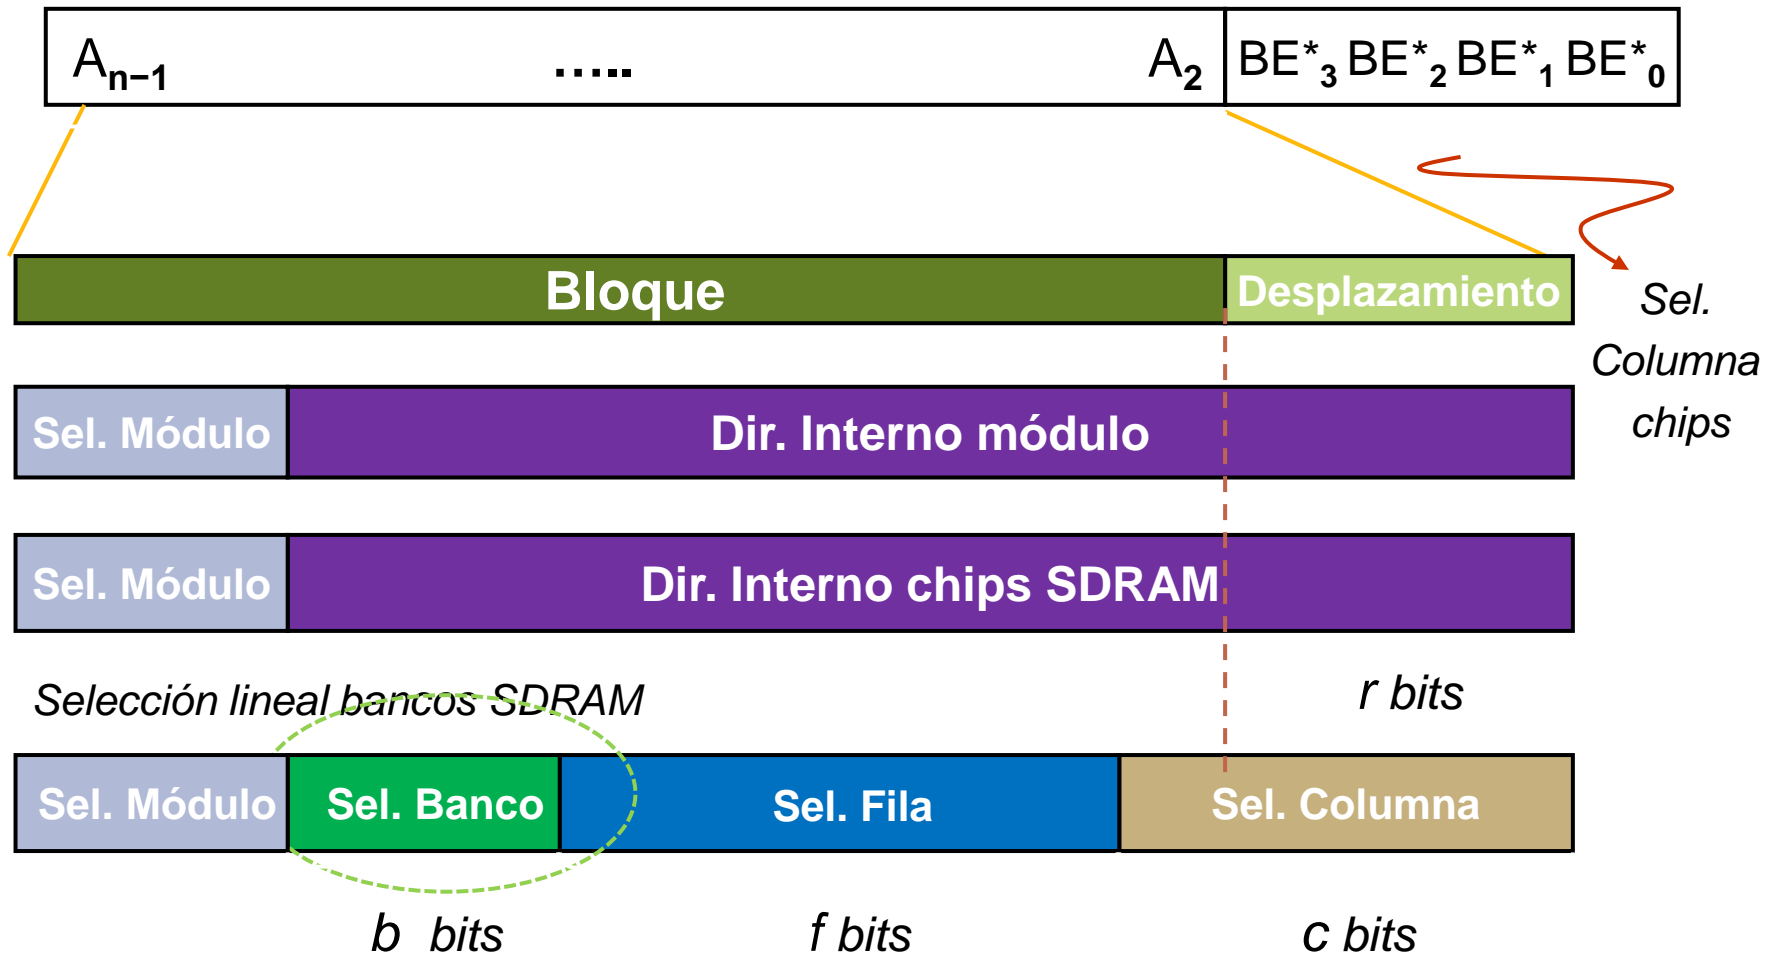 Aₙ₋₁ ….. A₂ BE*₃ BE*₂ BE*₁ BE*₀
Bloque Desplazamiento
Sel.
Columna
chips
Sel. Módulo Dir. Interno módulo
Sel. Módulo Dir. Interno chips SDRAM
Selección lineal bancos SDRAM r bits
Sel. Módulo Sel. Banco Sel. Fila Sel. Columna
b bits f bits c bits